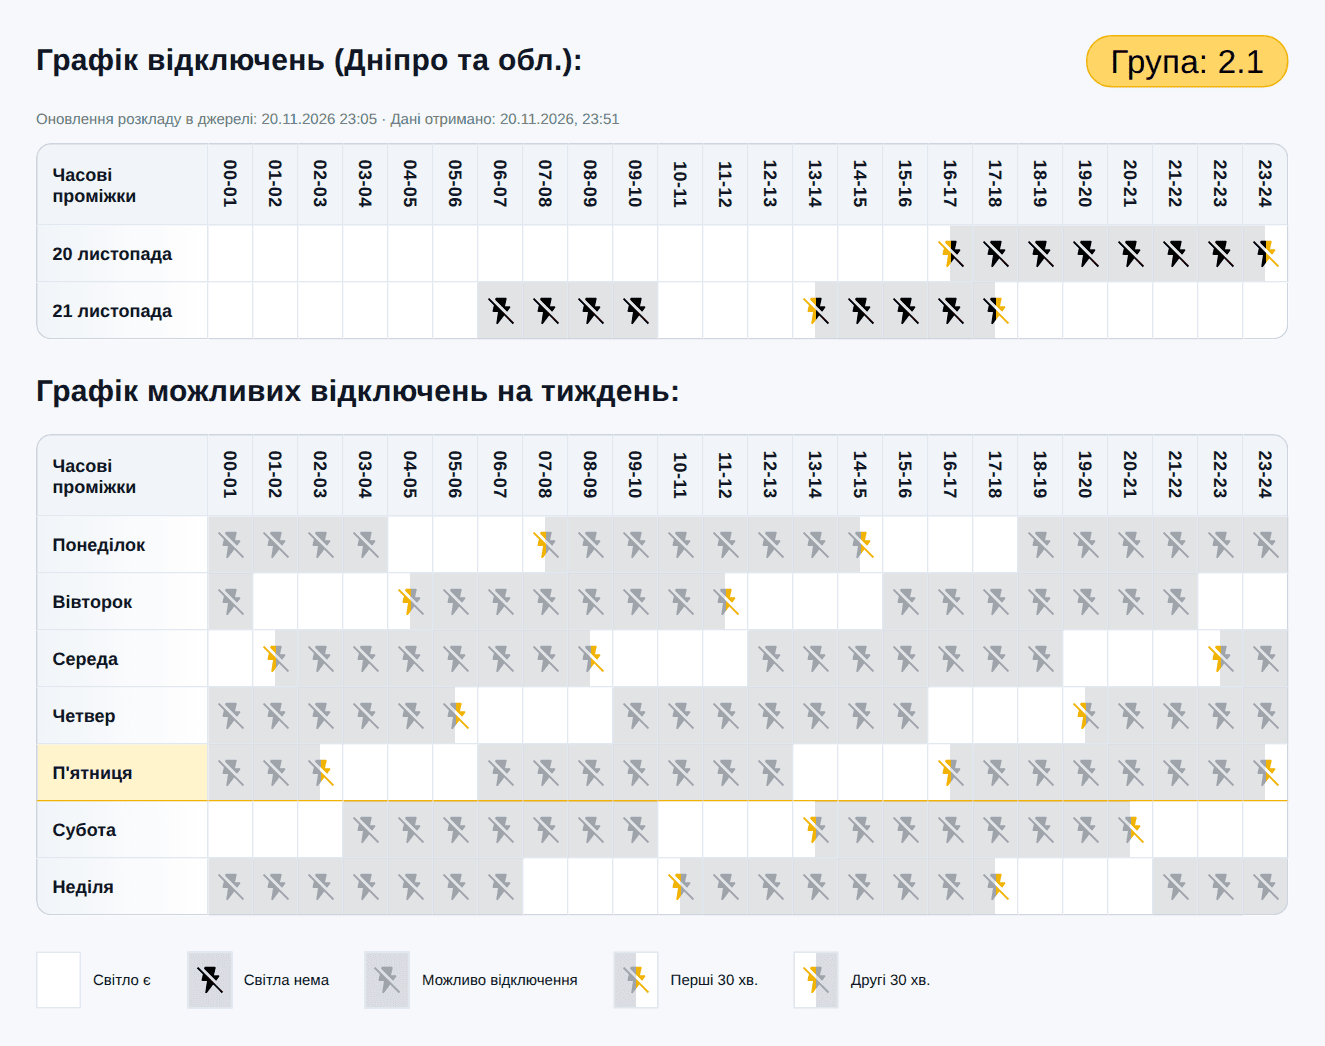 Графік відключень (Дніпро та обл.):
Група: 2.1
Оновлення розкладу в джерелі: 20.11.2026 23:05 · Дані отримано: 20.11.2026, 23:51
Часові проміжки 00-01 01-02 02-03 03-04 04-05 05-06 06-07 07-08 08-09 09-10 10-11 11-12 12-13 13-14 14-15 15-16 16-17 17-18 18-19 19-20 20-21 21-22 22-23 23-24
20 листопада
21 листопада
Графік можливих відключень на тиждень:
Часові проміжки 00-01 01-02 02-03 03-04 04-05 05-06 06-07 07-08 08-09 09-10 10-11 11-12 12-13 13-14 14-15 15-16 16-17 17-18 18-19 19-20 20-21 21-22 22-23 23-24
Понеділок
Вівторок
Середа
Четвер
П'ятниця
Субота
Неділя
Світло є
Світла нема
Можливо відключення
Перші 30 хв.
Другі 30 хв.